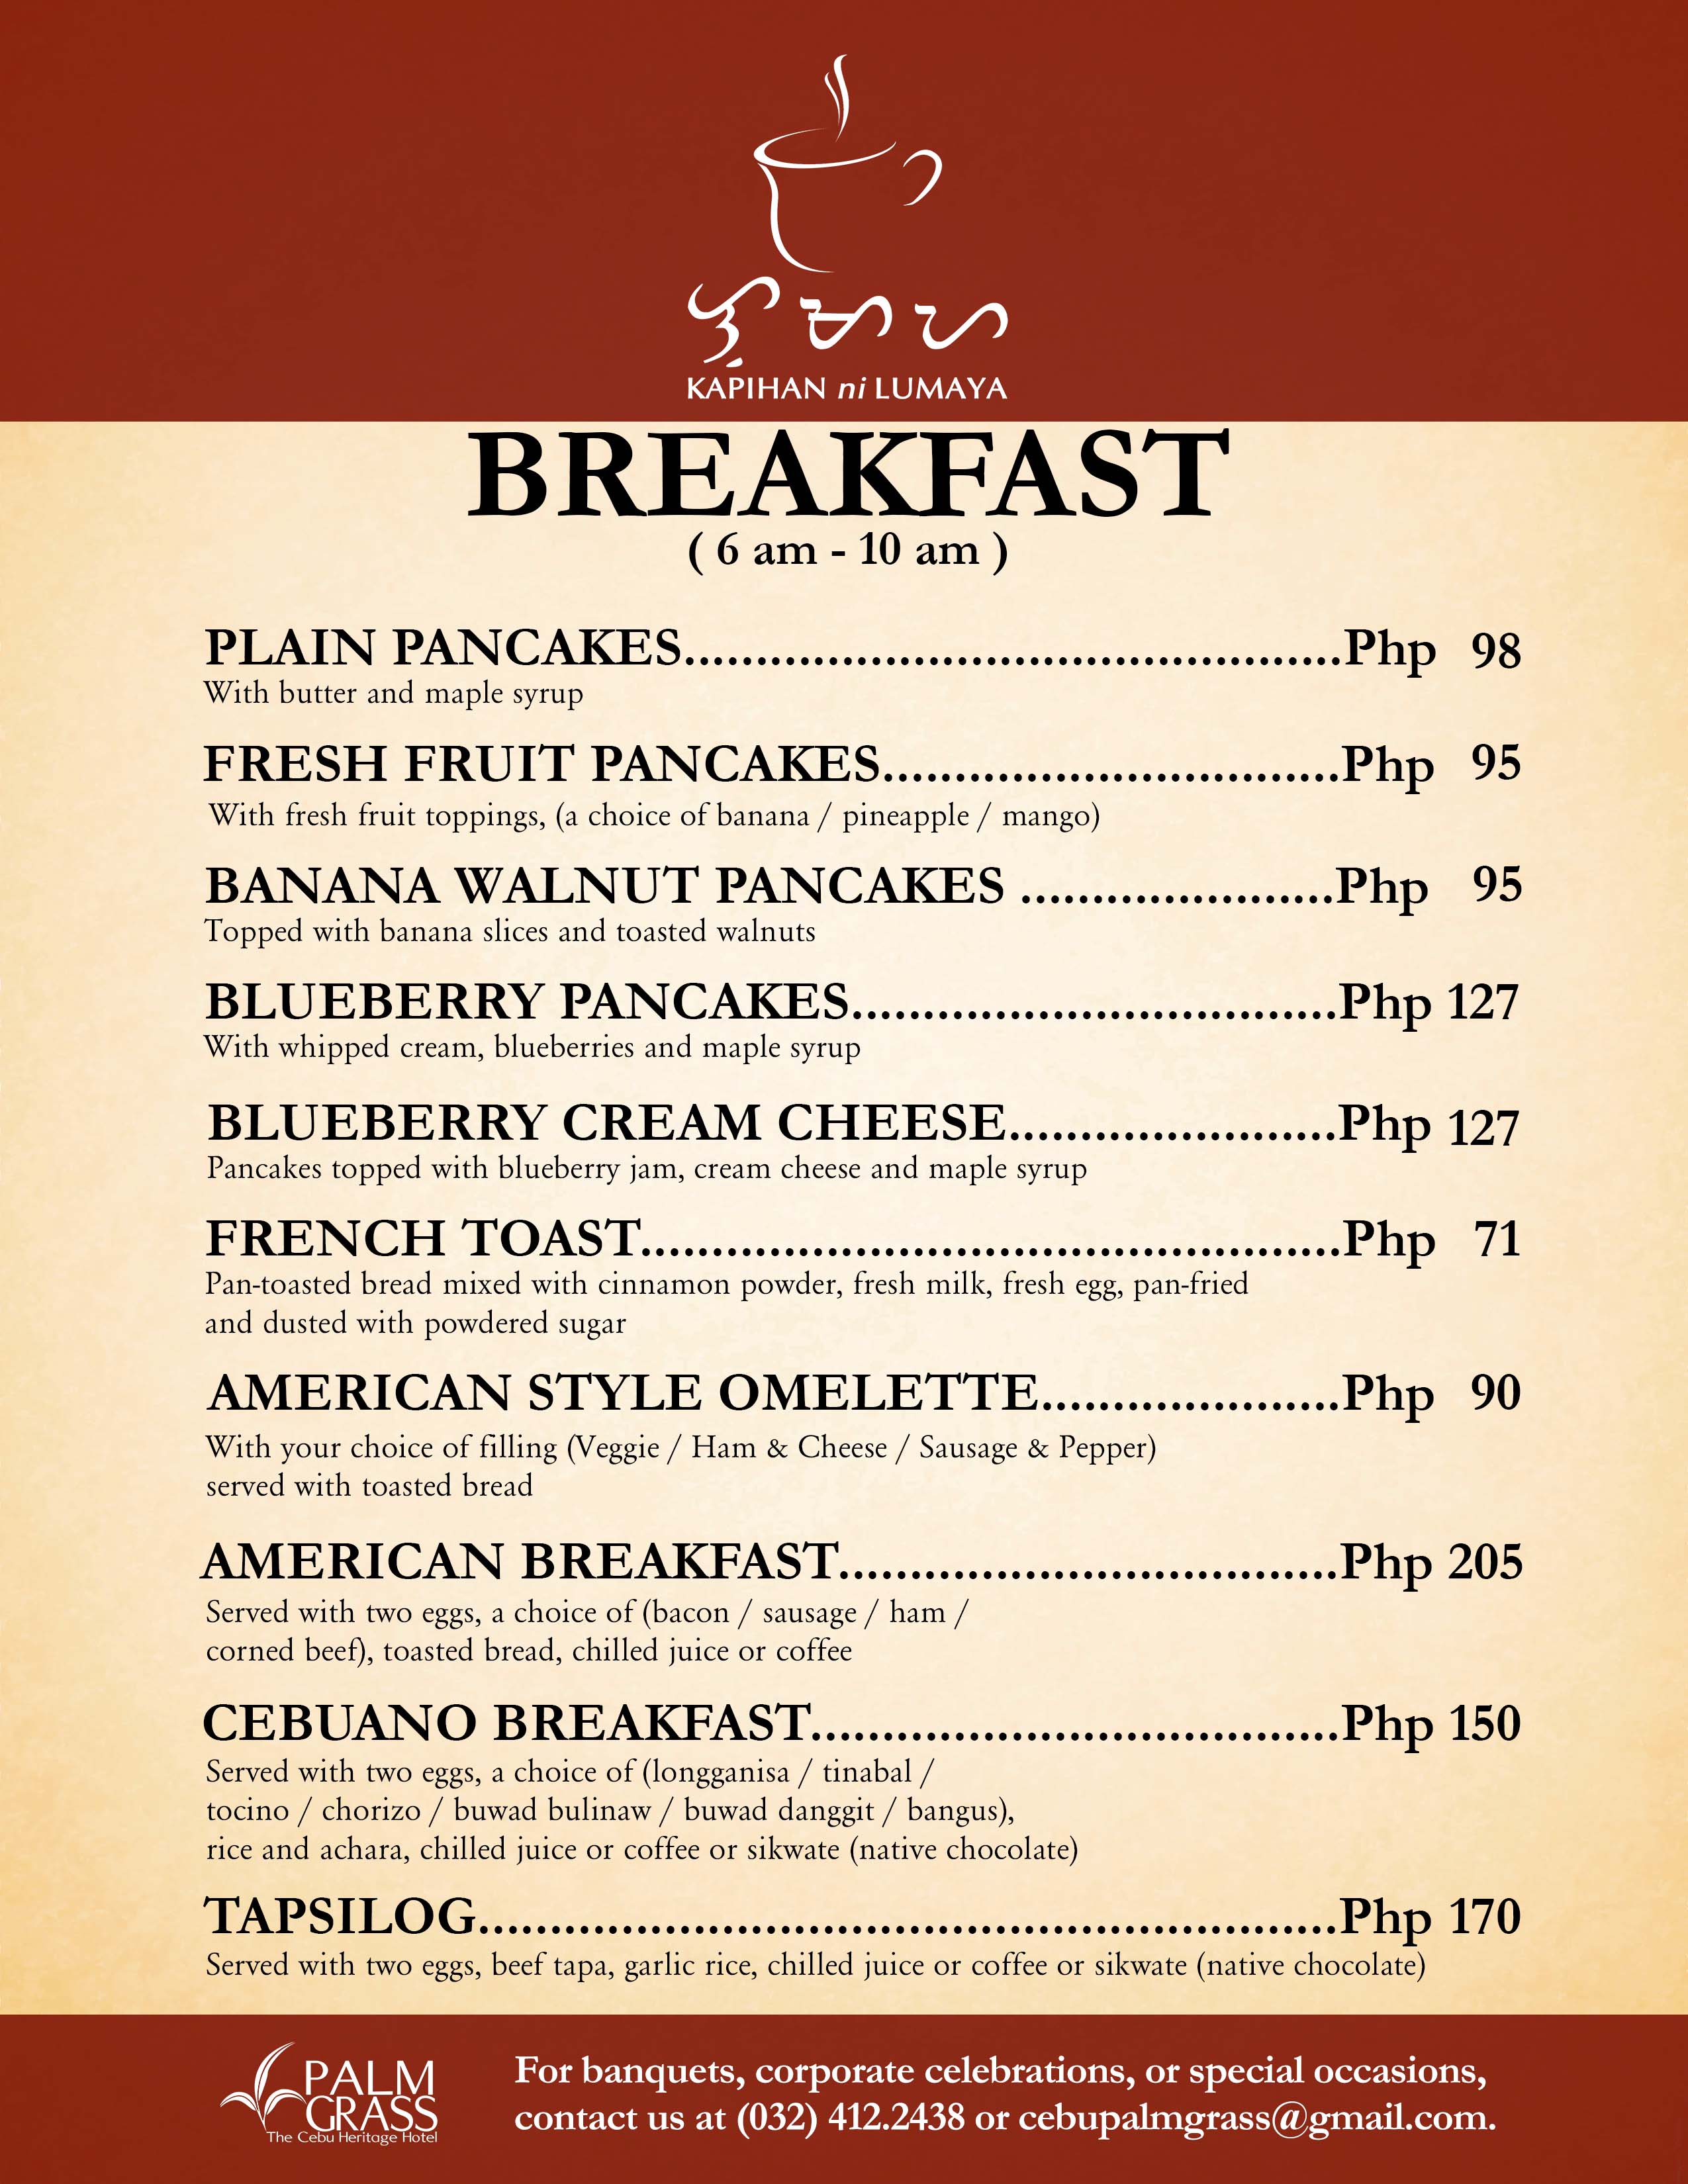 ᜎᜓᜋᜌ
KAPIHAN ni LUMAYA
BREAKFAST
( 6 am - 10 am )
PLAIN PANCAKES..............................................Php 98
With butter and maple syrup
FRESH FRUIT PANCAKES................................Php 95
With fresh fruit toppings, (a choice of banana / pineapple / mango)
BANANA WALNUT PANCAKES ......................Php 95
Topped with banana slices and toasted walnuts
BLUEBERRY PANCAKES..................................Php 127
With whipped cream, blueberries and maple syrup
BLUEBERRY CREAM CHEESE.......................Php 127
Pancakes topped with blueberry jam, cream cheese and maple syrup
FRENCH TOAST.................................................Php 71
Pan-toasted bread mixed with cinnamon powder, fresh milk, fresh egg, pan-fried
and dusted with powdered sugar
AMERICAN STYLE OMELETTE.....................Php 90
With your choice of filling (Veggie / Ham & Cheese / Sausage & Pepper)
served with toasted bread
AMERICAN BREAKFAST...................................Php 205
Served with two eggs, a choice of (bacon / sausage / ham /
corned beef), toasted bread, chilled juice or coffee
CEBUANO BREAKFAST.....................................Php 150
Served with two eggs, a choice of (longganisa / tinabal /
tocino / chorizo / buwad bulinaw / buwad danggit / bangus),
rice and achara, chilled juice or coffee or sikwate (native chocolate)
TAPSILOG............................................................Php 170
Served with two eggs, beef tapa, garlic rice, chilled juice or coffee or sikwate (native chocolate)
PALM
GRASS
The Cebu Heritage Hotel
For banquets, corporate celebrations, or special occasions,
contact us at (032) 412.2438 or cebupalmgrass@gmail.com.